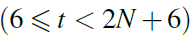 (6 ⩽ t < 2N + 6)